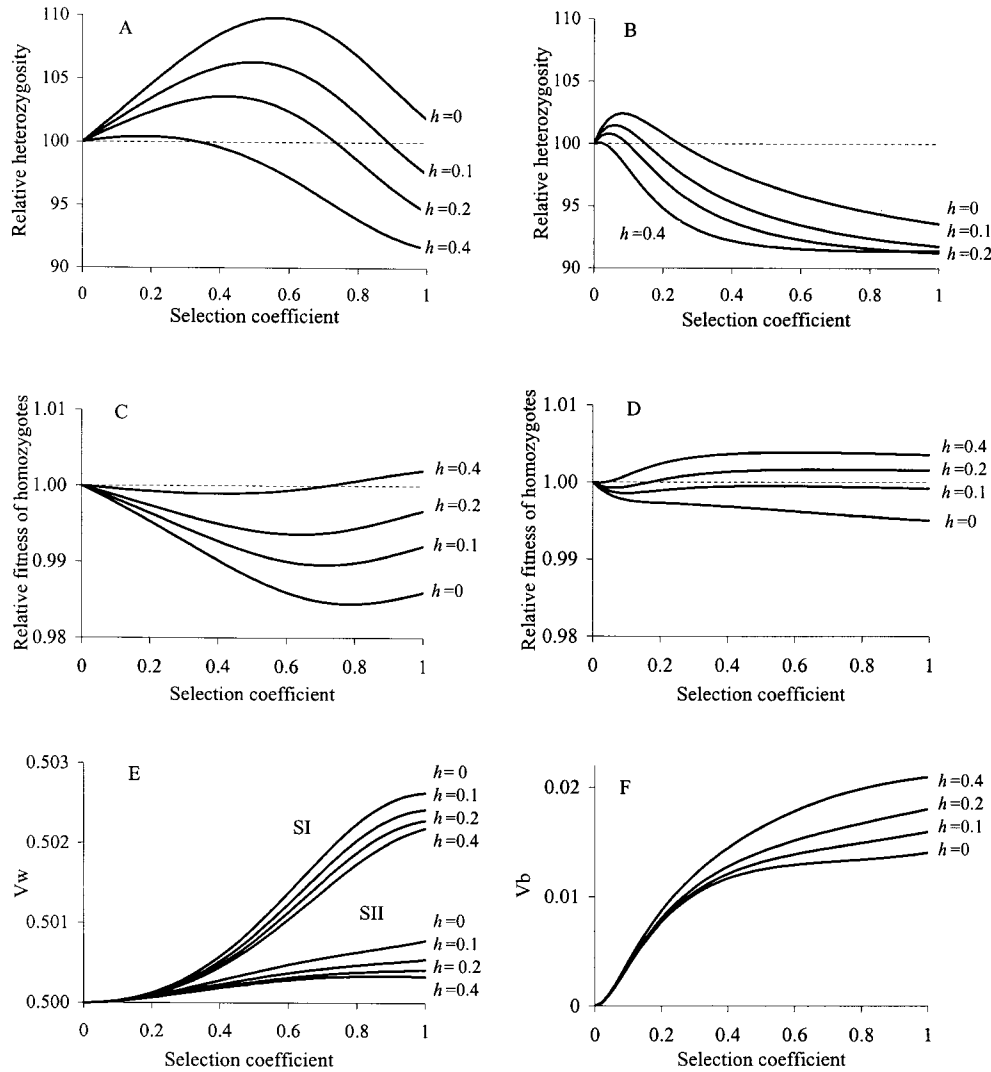 A
Relative heterozygosity
110
105
100
95
90
h=0
h=0.1
h=0.2
h=0.4
0 0.2 0.4 0.6 0.8 1
Selection coefficient
B
Relative heterozygosity
110
105
100
95
90
h=0.4
h=0
h=0.1
h=0.2
0 0.2 0.4 0.6 0.8 1
Selection coefficient
C
Relative fitness of homozygotes
1.01
1.00
0.99
0.98
h=0.4
h=0.2
h=0.1
h=0
0 0.2 0.4 0.6 0.8 1
Selection coefficient
D
Relative fitness of homozygotes
1.01
1.00
0.99
0.98
h=0.4
h=0.2
h=0.1
h=0
0 0.2 0.4 0.6 0.8 1
Selection coefficient
E
Vw
0.503
0.502
0.501
0.500
SI
h= 0
h=0.1
h=0.2
h=0.4
SII
h=0
h=0.1
h= 0.2
h=0.4
0 0.2 0.4 0.6 0.8 1
Selection coefficient
F
Vb
0.02
0.01
0
h=0.4
h=0.2
h=0.1
h=0
0 0.2 0.4 0.6 0.8 1
Selection coefficient